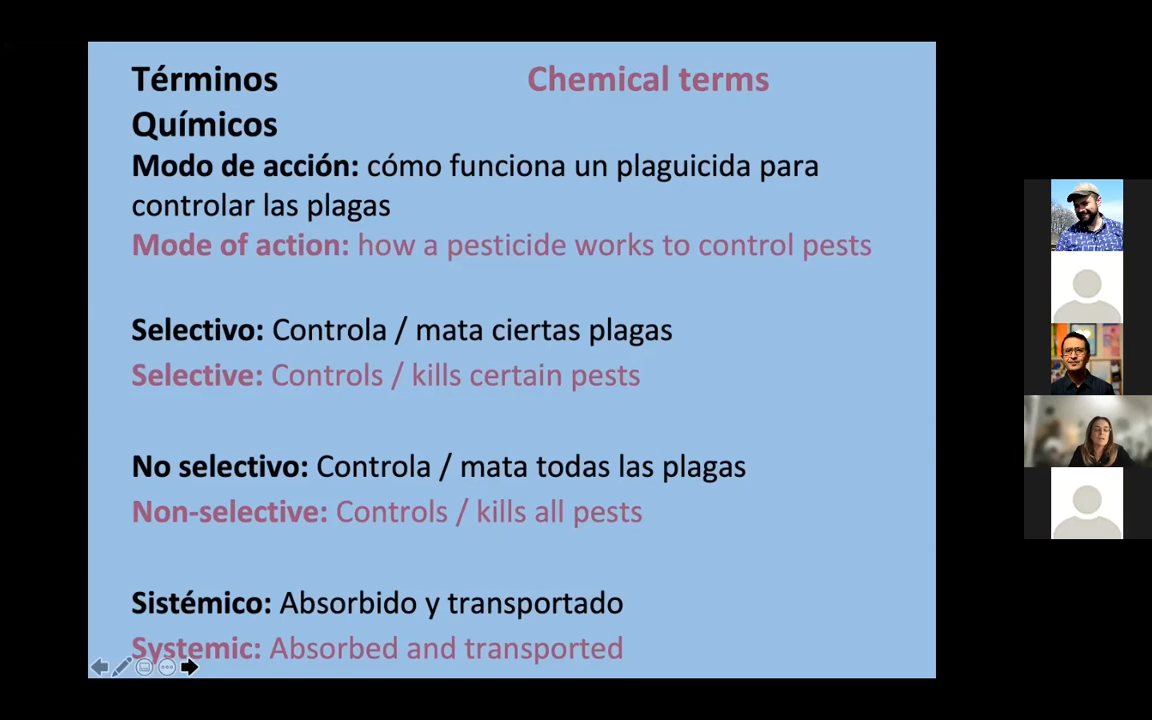 Términos Chemical terms
Químicos
Modo de acción: cómo funciona un plaguicida para
controlar las plagas
Mode of action: how a pesticide works to control pests
Selectivo: Controla / mata ciertas plagas
Selective: Controls / kills certain pests
No selectivo: Controla / mata todas las plagas
Non-selective: Controls / kills all pests
Sistémico: Absorbido y transportado
Systemic: Absorbed and transported